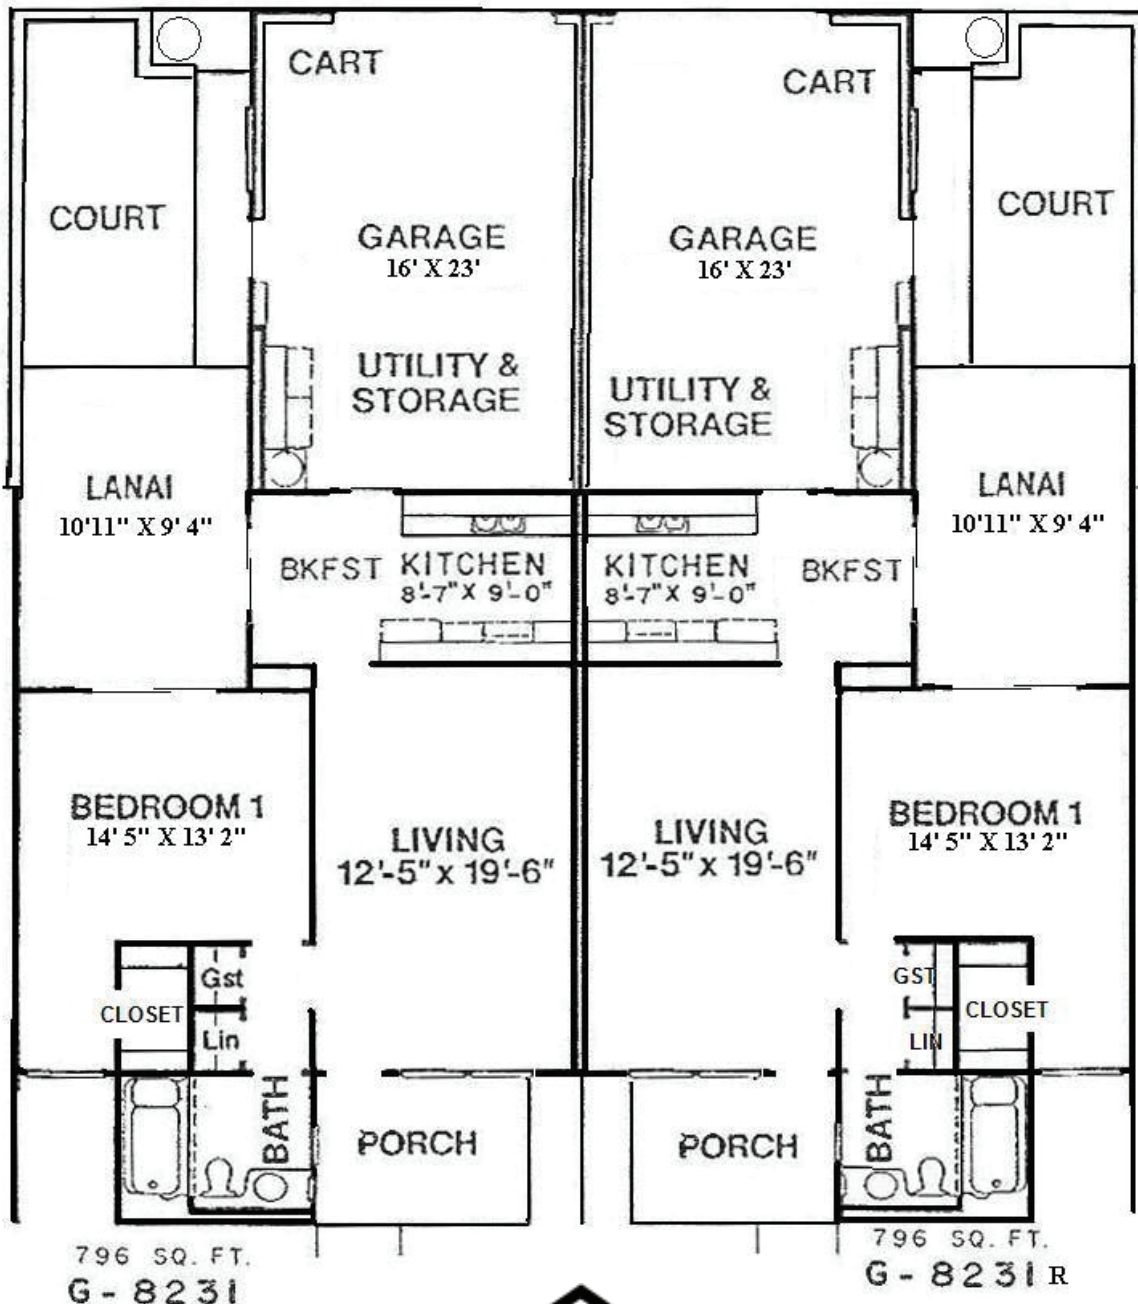 CART
CART
COURT
COURT
GARAGE
16' X 23'
GARAGE
16' X 23'
UTILITY &
STORAGE
UTILITY &
STORAGE
LANAI
10'11" X 9' 4"
LANAI
10'11" X 9' 4"
BKFST
KITCHEN
8'-7" X 9'-0"
KITCHEN
8'-7" X 9'-0"
BKFST
BEDROOM 1
14' 5" X 13' 2"
LIVING
12'-5" x 19'-6"
LIVING
12'-5" x 19'-6"
BEDROOM 1
14' 5" X 13' 2"
Gst
CLOSET
Lin
GST
CLOSET
LIN
BATH
PORCH
PORCH
BATH
796 SQ. FT.
G-8231
796 SQ. FT.
G-8231 R